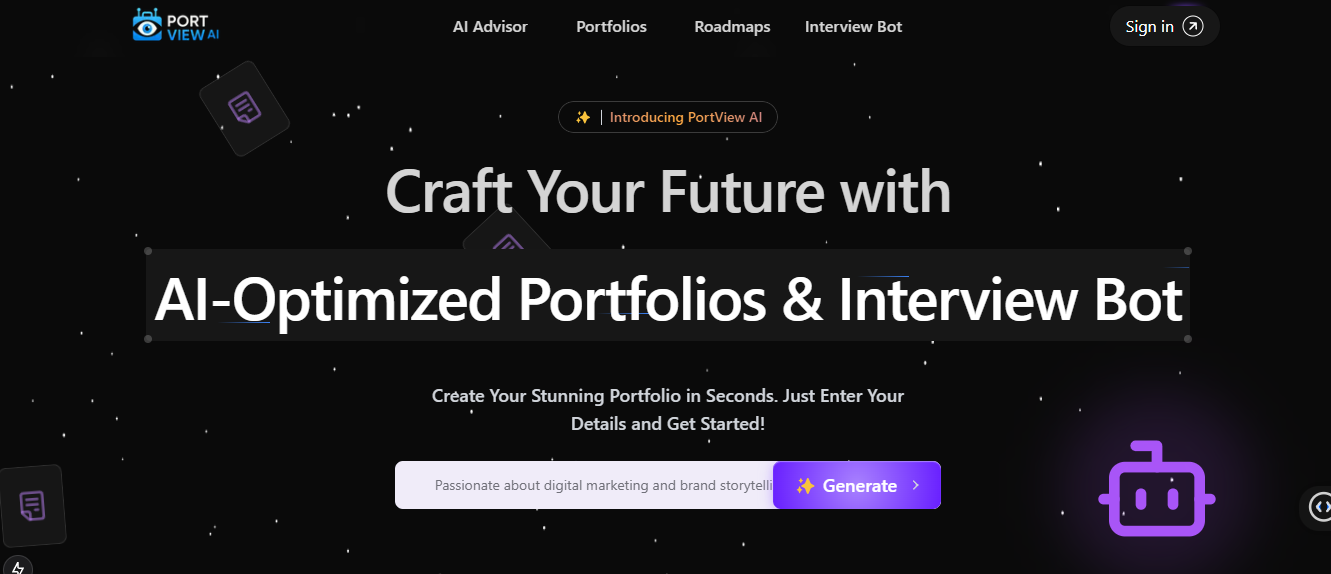 PORT
VIEW AI
AI Advisor
Portfolios
Roadmaps
Interview Bot
Sign in
Introducing PortView AI
Craft Your Future with
AI-Optimized Portfolios & Interview Bot
Create Your Stunning Portfolio in Seconds. Just Enter Your
Details and Get Started!
Passionate about digital marketing and brand storytelli
Generate